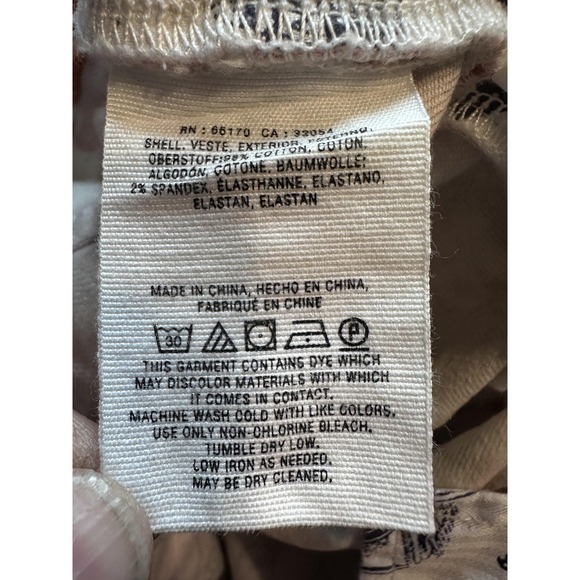 RN : 66170 CA : 33054
SHELL, VESTE, EXTERIOR, ESTERNO,
OBERSTOFF:98% COTTON, COTON,
ALGODÓN, COTONE, BAUMWOLLE;
2% SPANDEX, ÉLASTHANNE, ELASTANO,
ELASTAN, ELASTAN
MADE IN CHINA, HECHO EN CHINA,
FABRIQUÉ EN CHINE
30 P
THIS GARMENT CONTAINS DYE WHICH
MAY DISCOLOR MATERIALS WITH WHICH
IT COMES IN CONTACT.
MACHINE WASH COLD WITH LIKE COLORS.
USE ONLY NON-CHLORINE BLEACH.
TUMBLE DRY LOW.
LOW IRON AS NEEDED.
MAY BE DRY CLEANED.